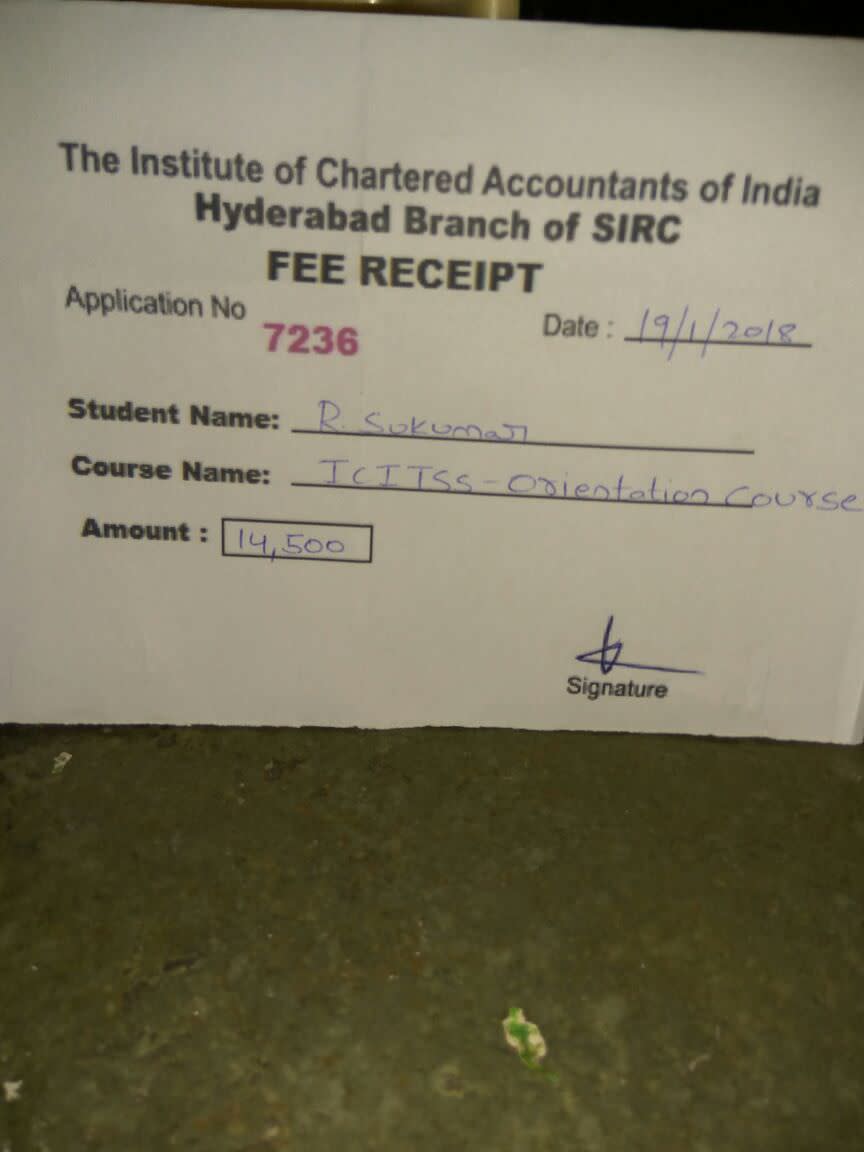 The Institute of Chartered Accountants of India
Hyderabad Branch of SIRC
FEE RECEIPT
Application No 7236 Date : 19/1/2018
Student Name: R. Sukumar
Course Name: ICITSS - Orientation Course
Amount : 14,500
Signature